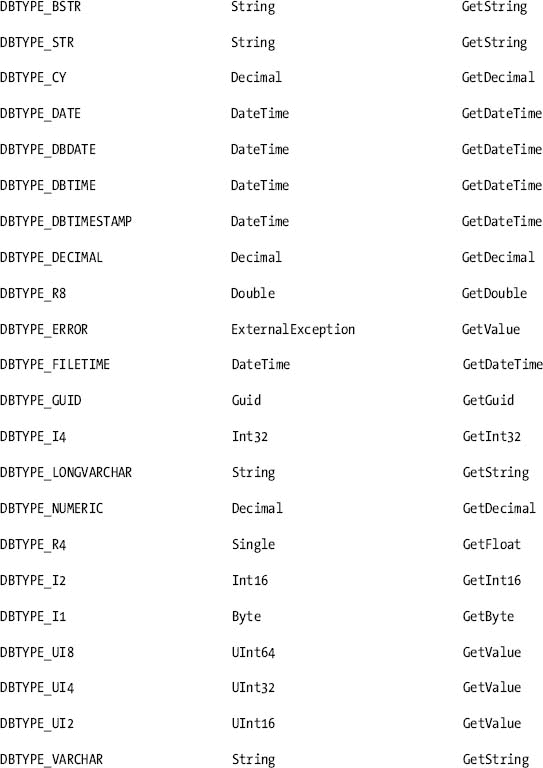 DBTYPE_BSTR String GetString
DBTYPE_STR String GetString
DBTYPE_CY Decimal GetDecimal
DBTYPE_DATE DateTime GetDateTime
DBTYPE_DBDATE DateTime GetDateTime
DBTYPE_DBTIME DateTime GetDateTime
DBTYPE_DBTIMESTAMP DateTime GetDateTime
DBTYPE_DECIMAL Decimal GetDecimal
DBTYPE_R8 Double GetDouble
DBTYPE_ERROR ExternalException GetValue
DBTYPE_FILETIME DateTime GetDateTime
DBTYPE_GUID Guid GetGuid
DBTYPE_I4 Int32 GetInt32
DBTYPE_LONGVARCHAR String GetString
DBTYPE_NUMERIC Decimal GetDecimal
DBTYPE_R4 Single GetFloat
DBTYPE_I2 Int16 GetInt16
DBTYPE_I1 Byte GetByte
DBTYPE_UI8 UInt64 GetValue
DBTYPE_UI4 UInt32 GetValue
DBTYPE_UI2 UInt16 GetValue
DBTYPE_VARCHAR String GetString